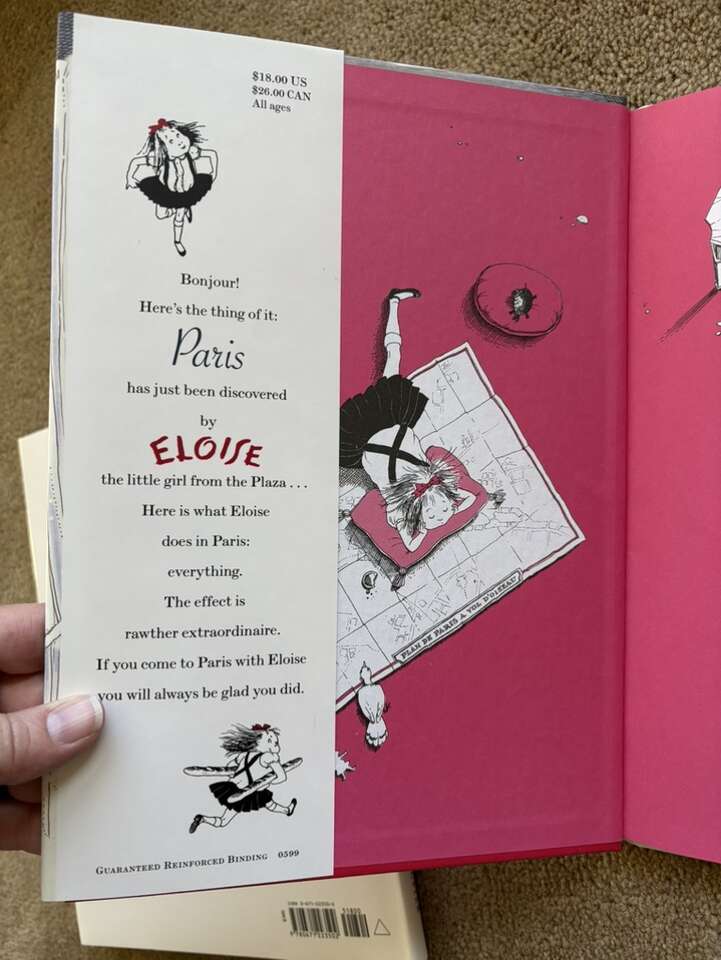 $18.00 US
$26.00 CAN
All ages
Bonjour!
Here's the thing of it:
Paris
has just been discovered
by
ELOISE
the little girl from the Plaza . . .
Here is what Eloise
does in Paris:
everything.
The effect is
rawther extraordinaire.
If you come to Paris with Eloise
you will always be glad you did.
GUARANTEED REINFORCED BINDING 0599
PLAN DE PARIS A VOL D'OISEAU
51800